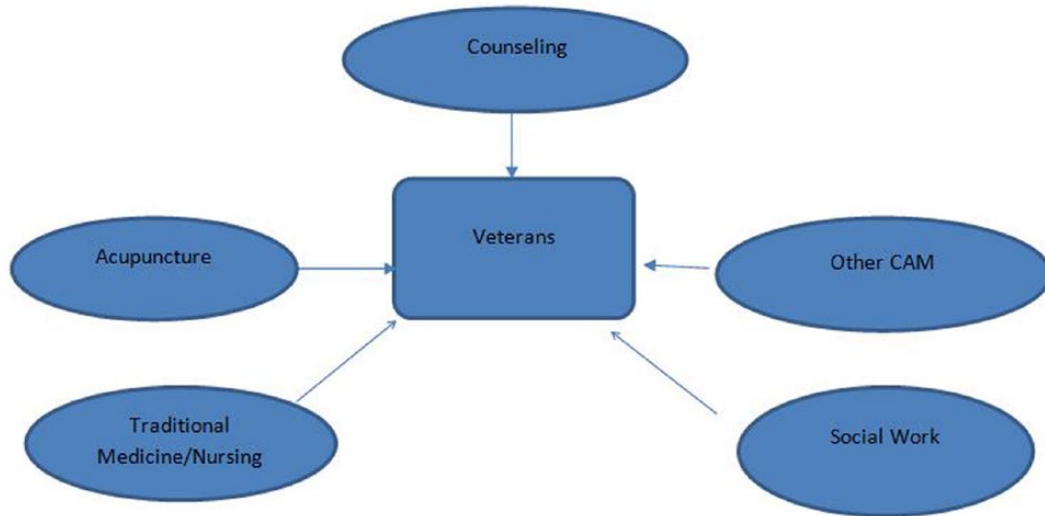 Counseling
Veterans
Acupuncture
Other CAM
Traditional
Medicine/Nursing
Social Work